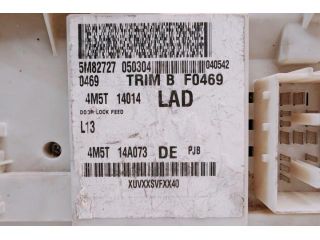 5M82727 050304 040542
0469 TRIM B F0469
4M5T 14014 LAD
DOOR LOCK FEED
L13
4M5T 14A073 DE PJB
XUVXXSVFXX40